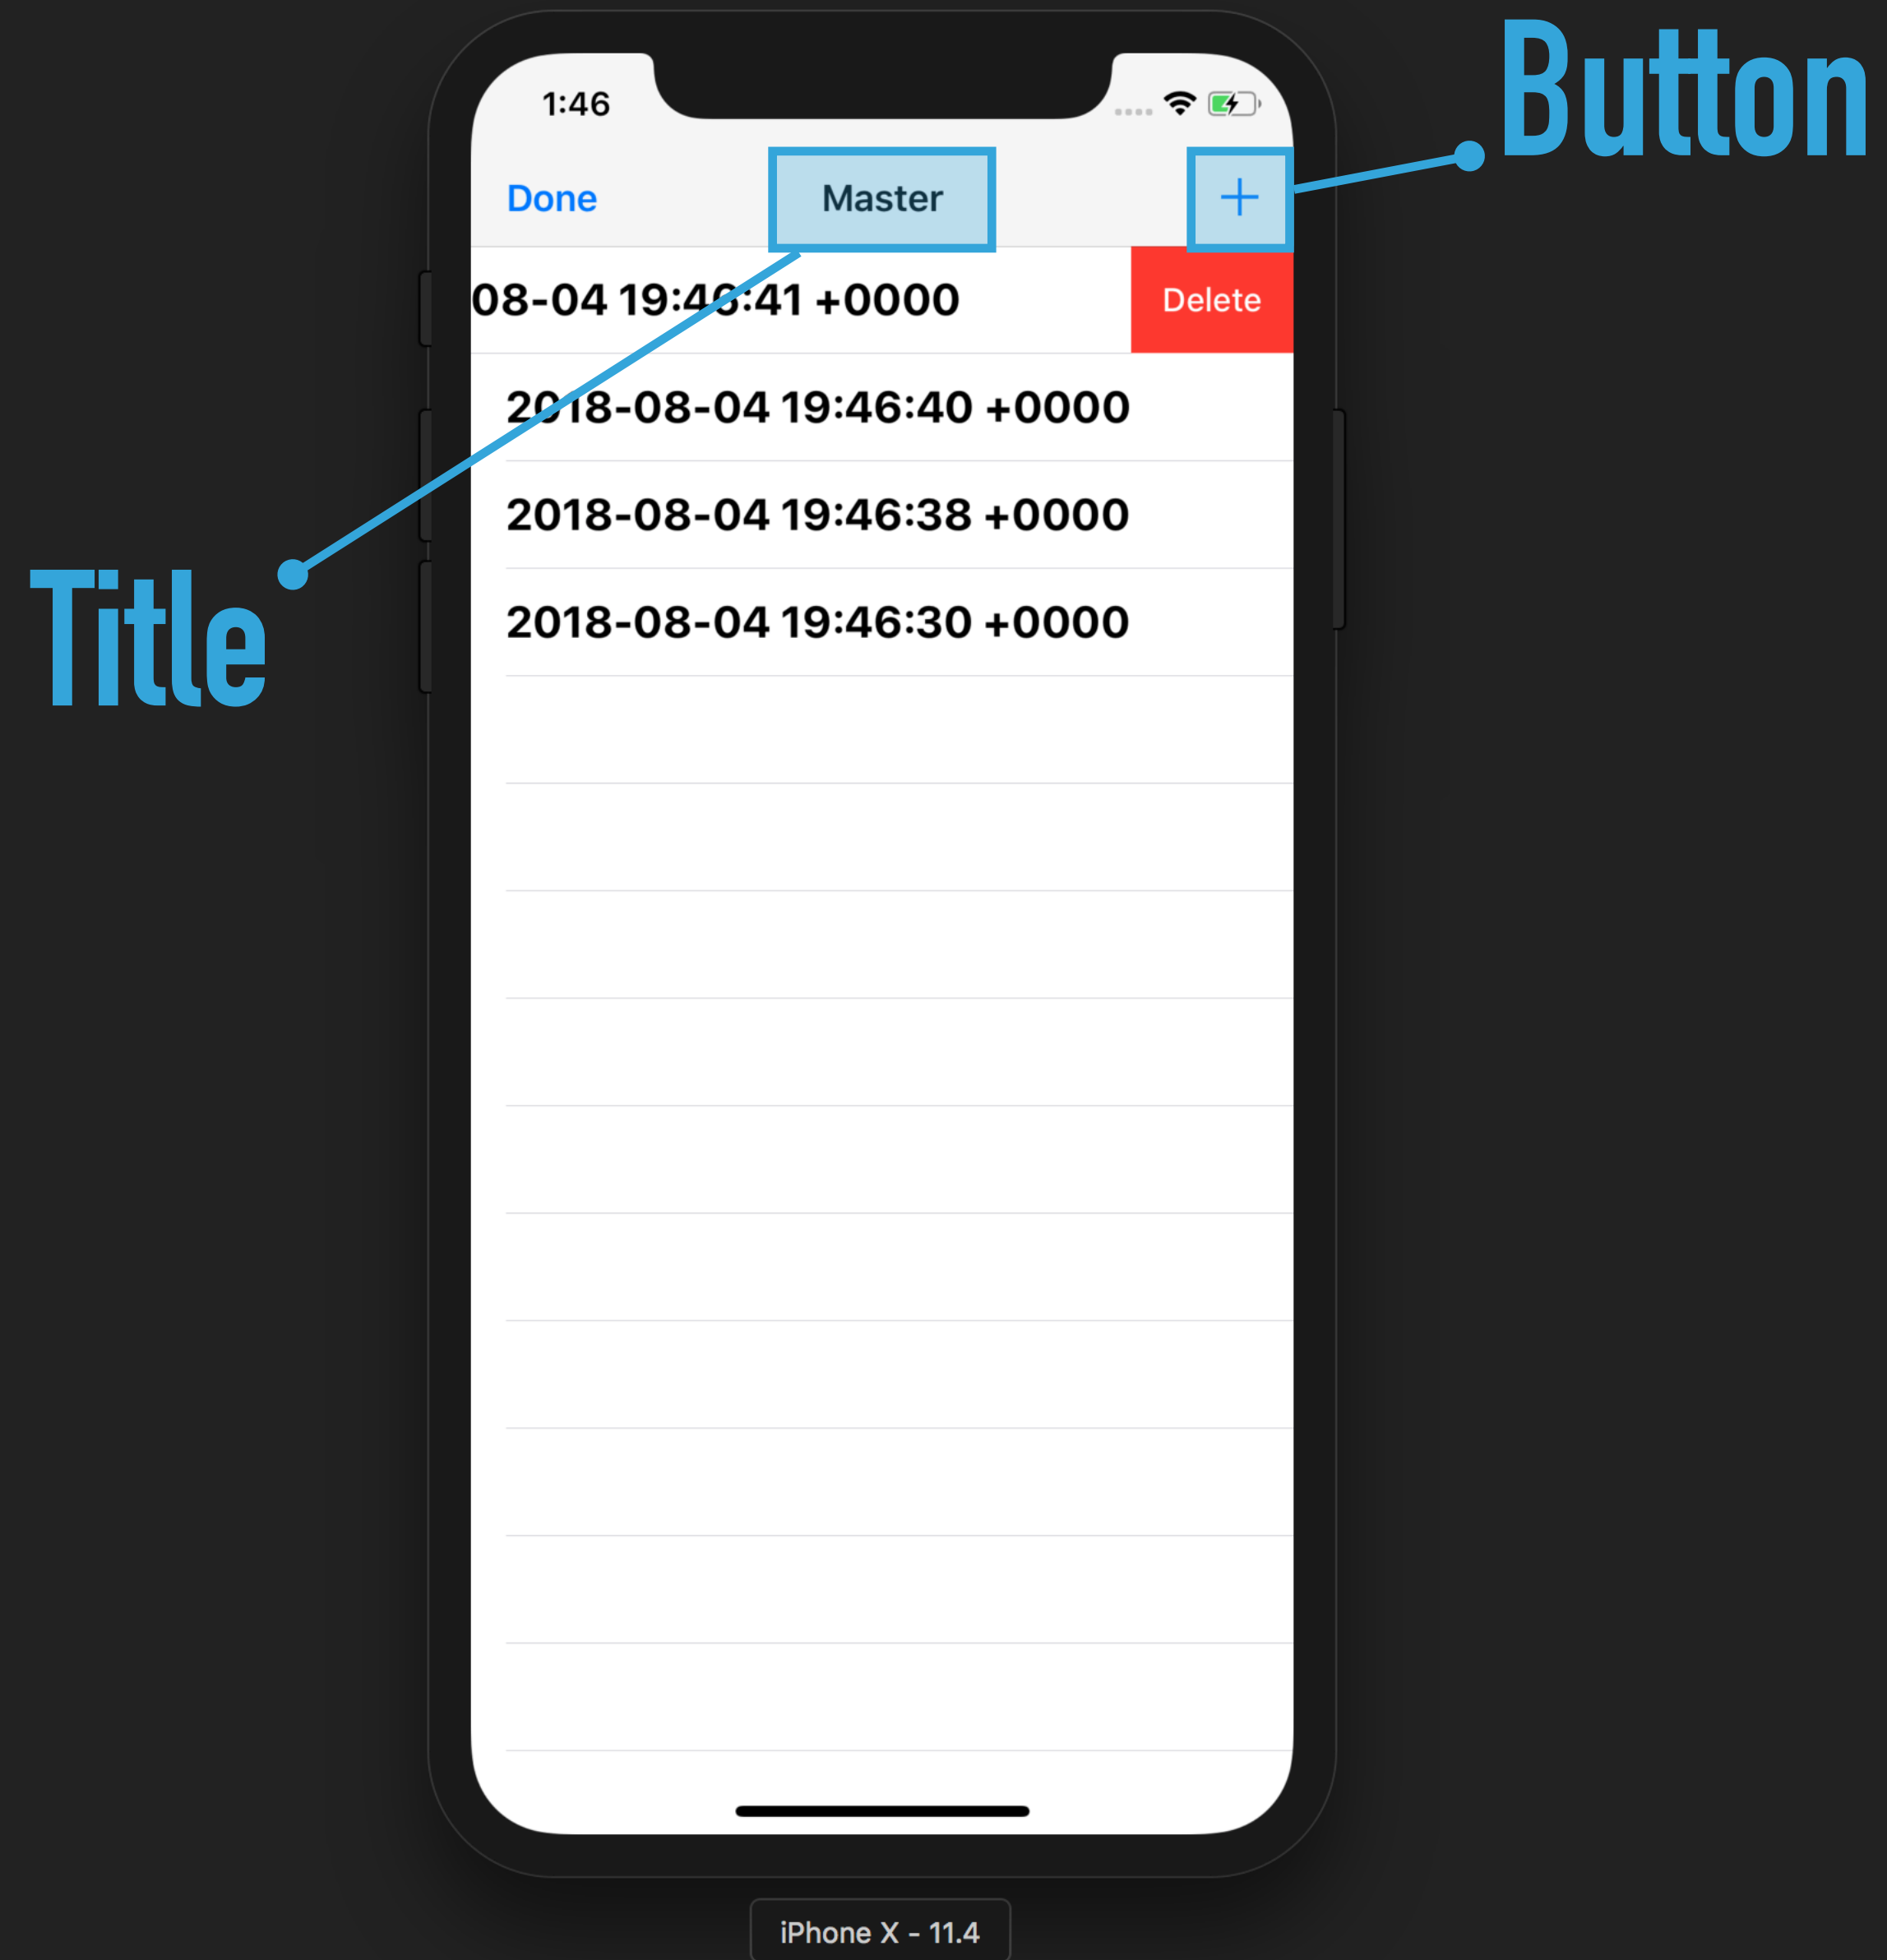 Button
1:46
Done Master +
08-04 19:46:41 +0000 Delete
2018-08-04 19:46:40 +0000
2018-08-04 19:46:38 +0000
Title
2018-08-04 19:46:30 +0000
iPhone X - 11.4